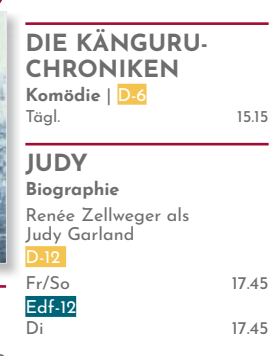 DIE KÄNGURU-
CHRONIKEN
Komödie | D-6
Tägl. 15.15
JUDY
Biographie
Renée Zellweger als
Judy Garland
D-12
Fr/So 17.45
Edf-12
Di 17.45